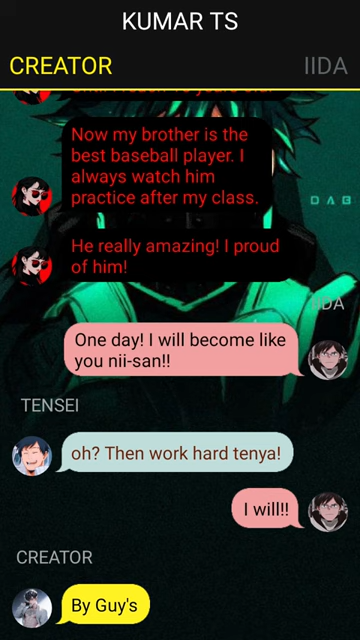 KUMAR TS
CREATOR
IIDA
Now my brother is the
best baseball player. I
always watch him
practice after my class.
DAB
He really amazing! I proud
of him!
IIDA
One day! I will become like
you nii-san!!
TENSEI
oh? Then work hard tenya!
I will!!
CREATOR
By Guy's